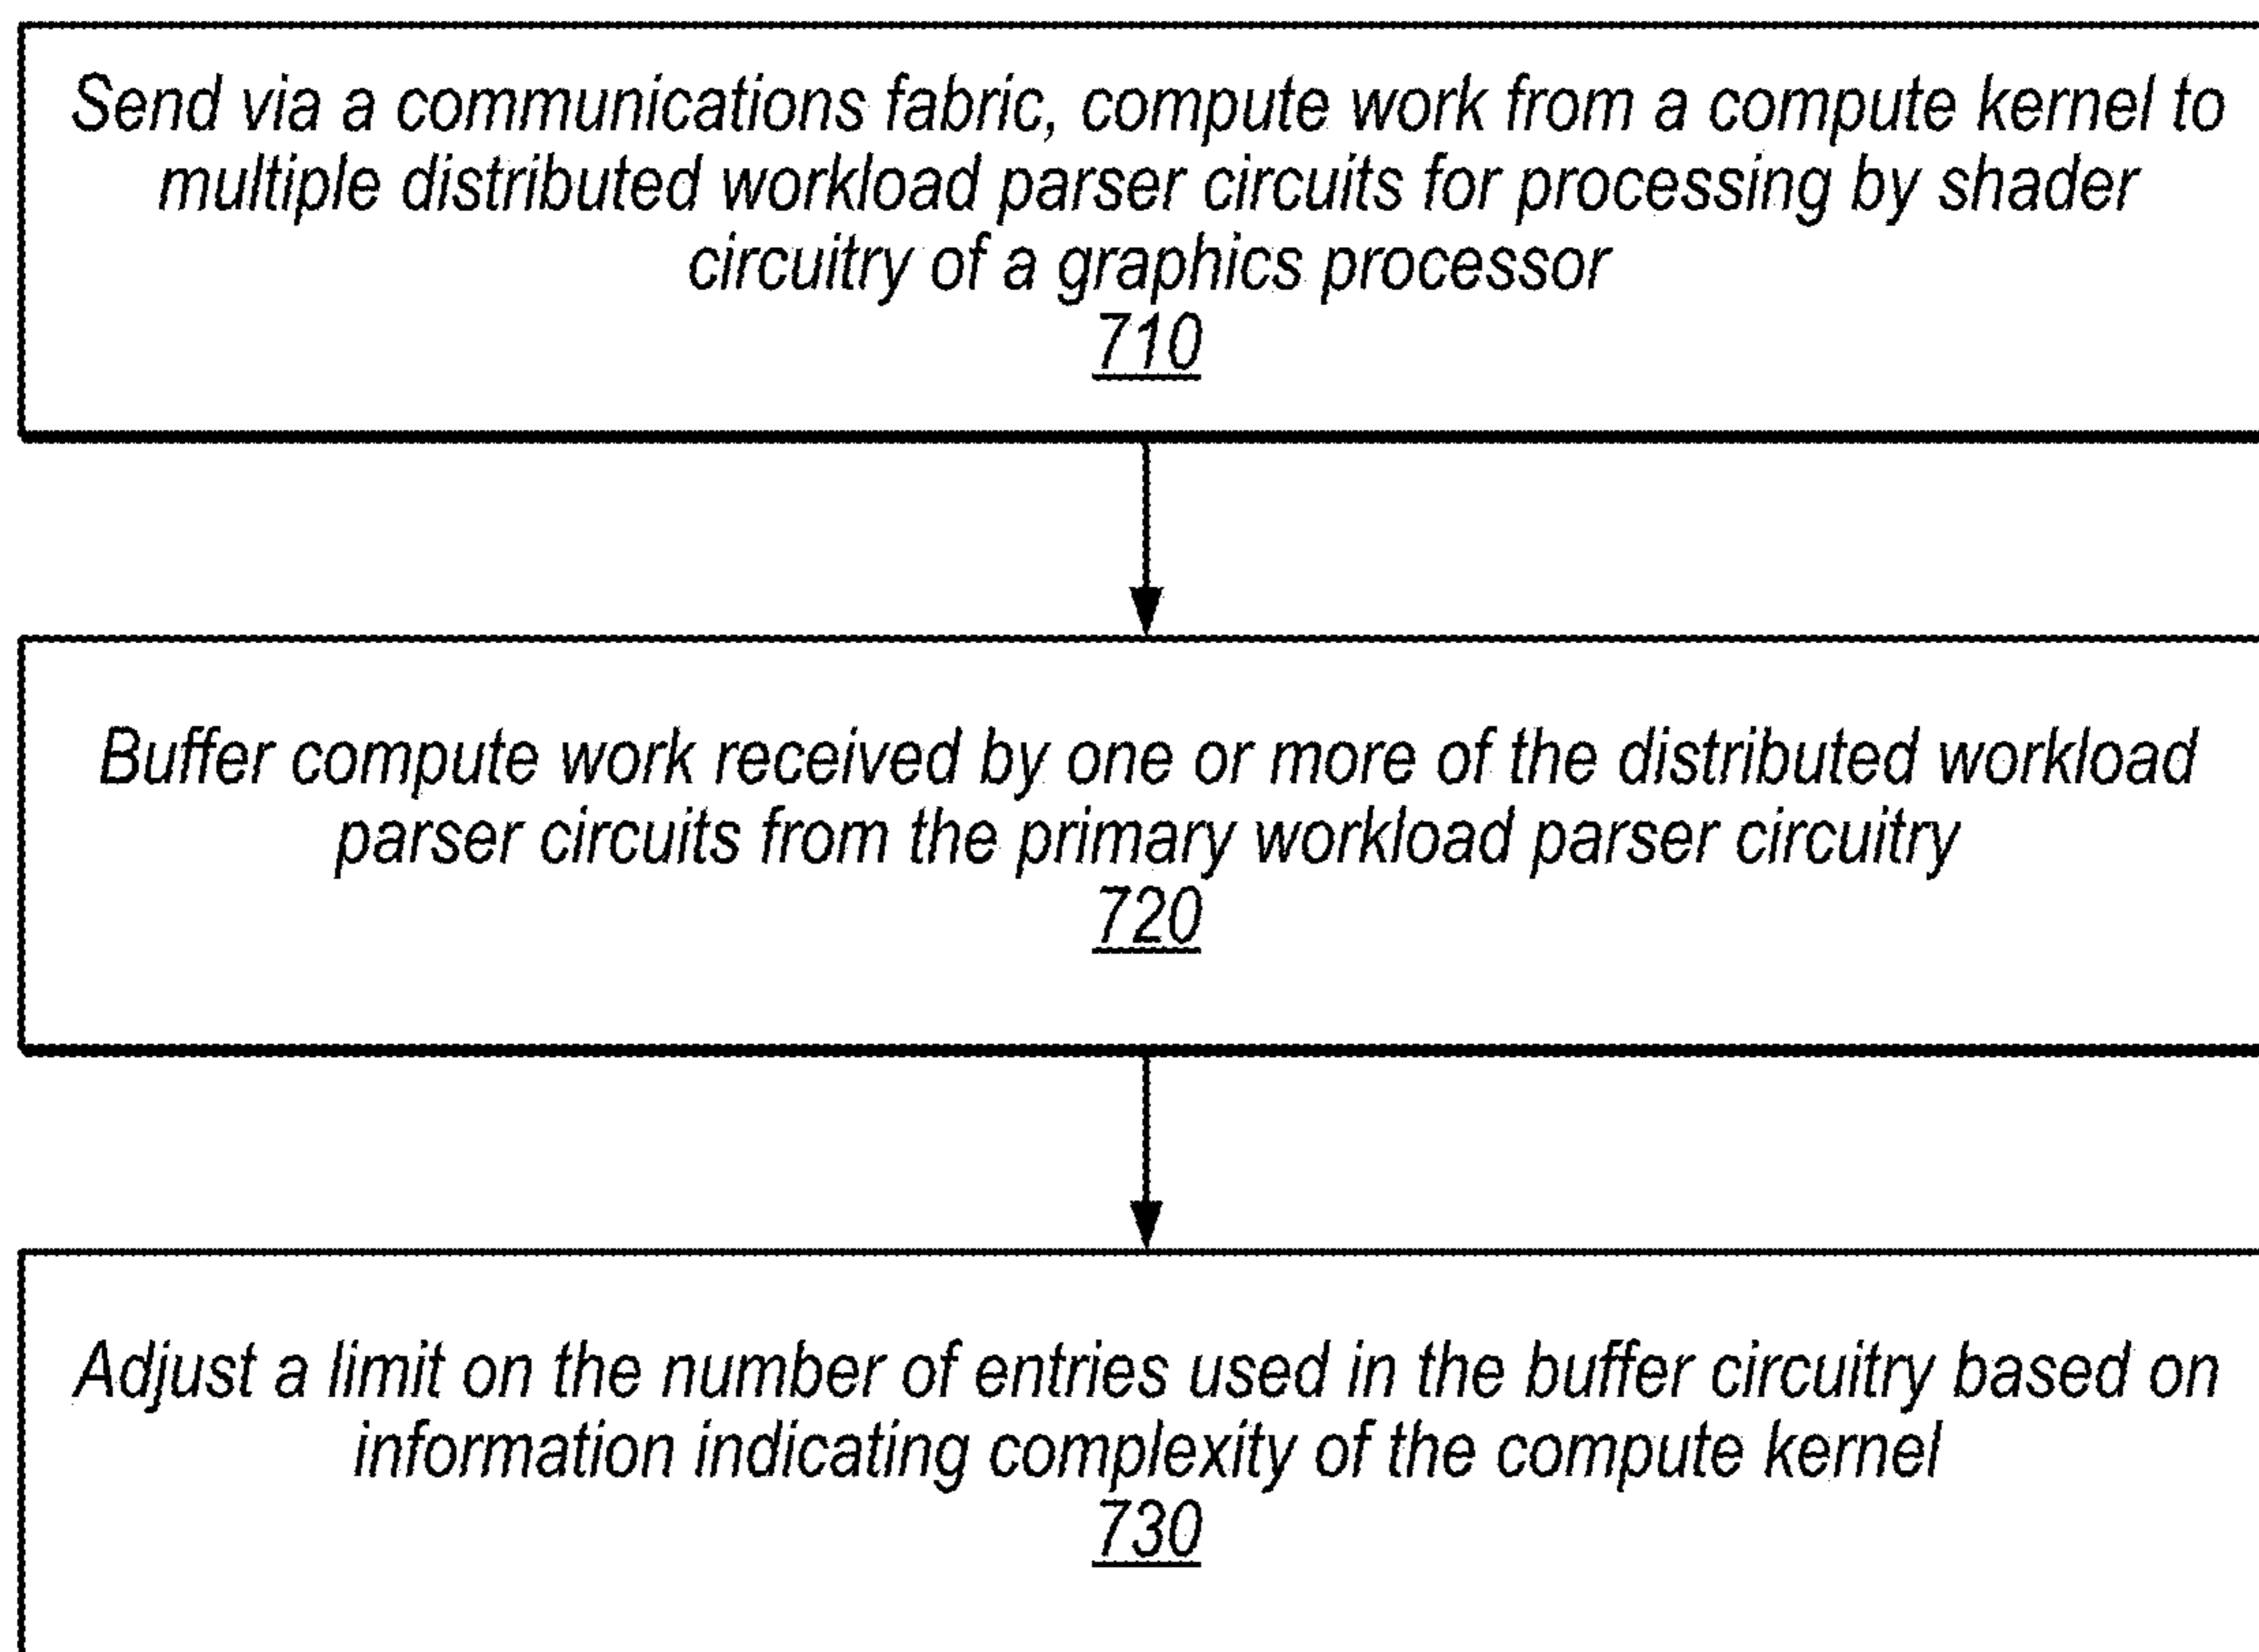 Send via a communications fabric, compute work from a compute kernel to
multiple distributed workload parser circuits for processing by shader
circuitry of a graphics processor
710
Buffer compute work received by one or more of the distributed workload
parser circuits from the primary workload parser circuitry
720
Adjust a limit on the number of entries used in the buffer circuitry based on
information indicating complexity of the compute kernel
730